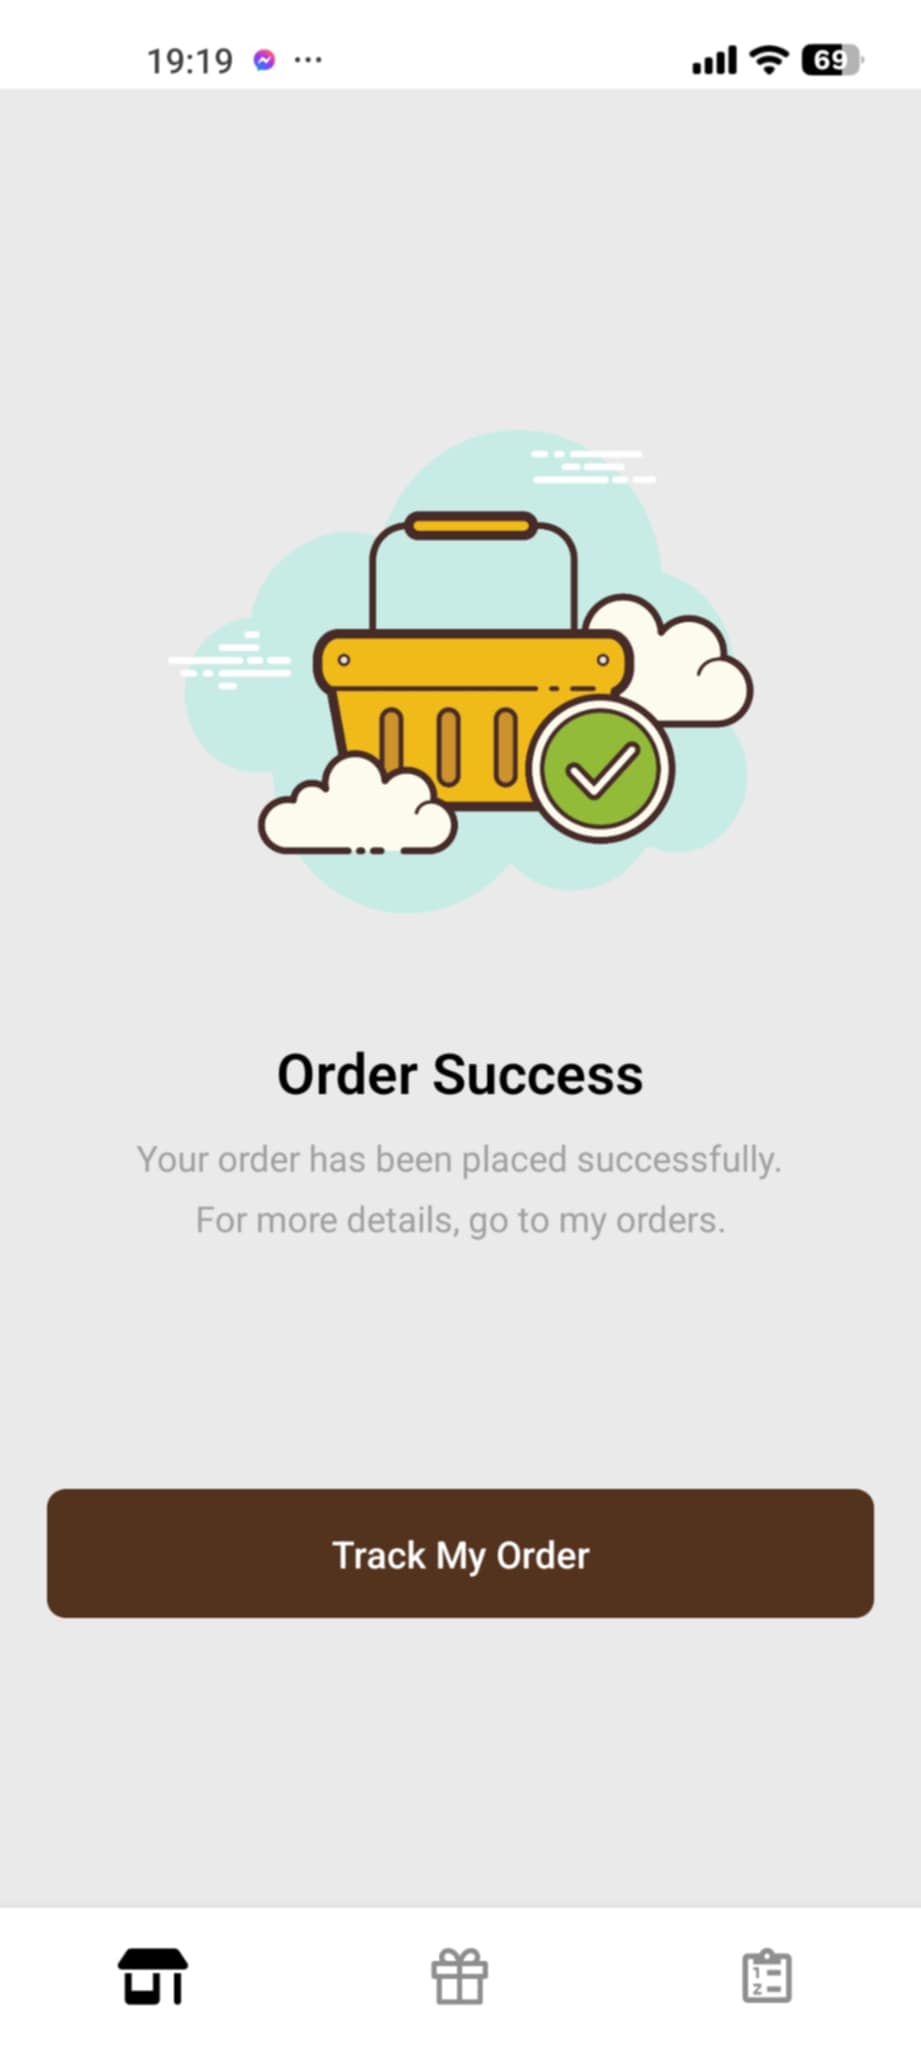 19:19
69
Order Success
Your order has been placed successfully.
For more details, go to my orders.
Track My Order